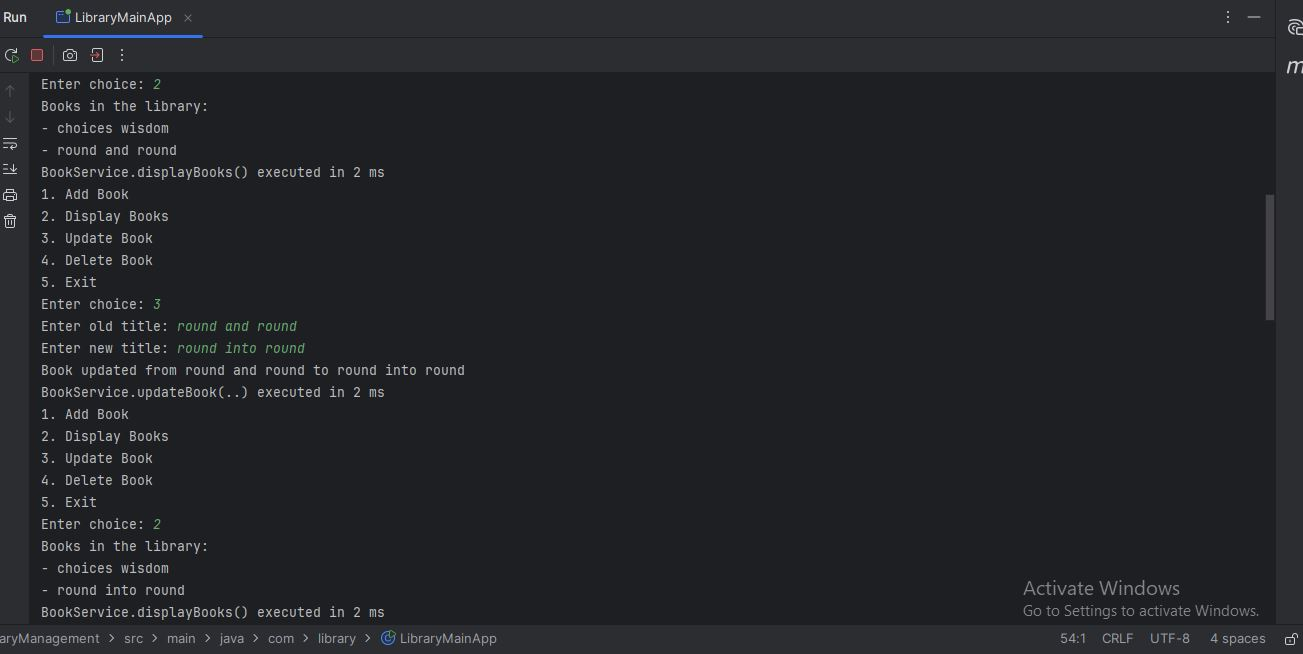 Run LibraryMainApp
Enter choice: 2
Books in the library:
- choices wisdom
- round and round
BookService.displayBooks() executed in 2 ms
1. Add Book
2. Display Books
3. Update Book
4. Delete Book
5. Exit
Enter choice: 3
Enter old title: round and round
Enter new title: round into round
Book updated from round and round to round into round
BookService.updateBook(..) executed in 2 ms
1. Add Book
2. Display Books
3. Update Book
4. Delete Book
5. Exit
Enter choice: 2
Books in the library:
- choices wisdom
- round into round
BookService.displayBooks() executed in 2 ms
Activate Windows
Go to Settings to activate Windows.
aryManagement > src > main > java > com > library > LibraryMainApp 54:1 CRLF UTF-8 4 spaces
m